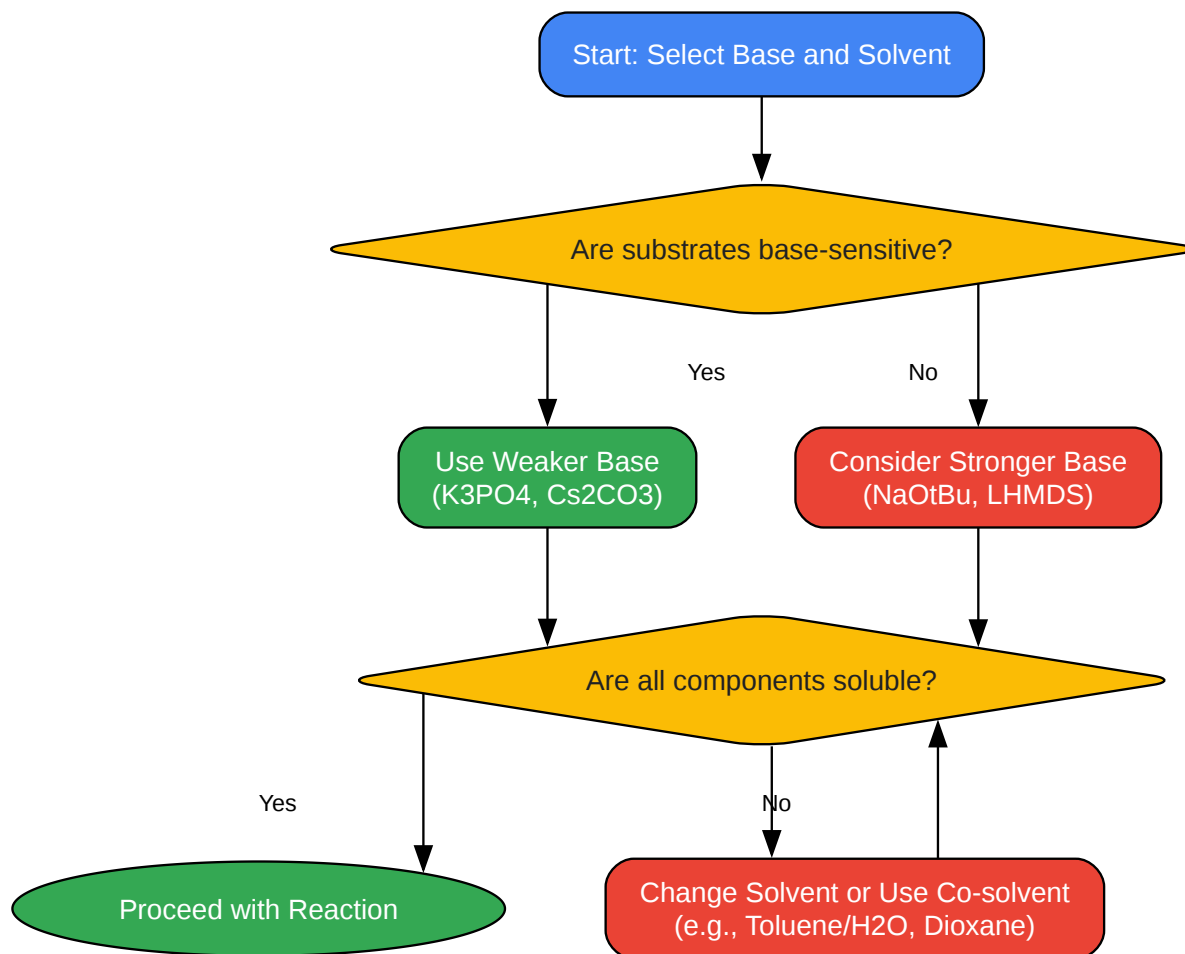 Start: Select Base and Solvent
Are substrates base-sensitive?
Yes
No
Use Weaker Base
(K3PO4, Cs2CO3)
Consider Stronger Base
(NaOtBu, LHMDS)
Are all components soluble?
Yes
No
Proceed with Reaction
Change Solvent or Use Co-solvent
(e.g., Toluene/H2O, Dioxane)